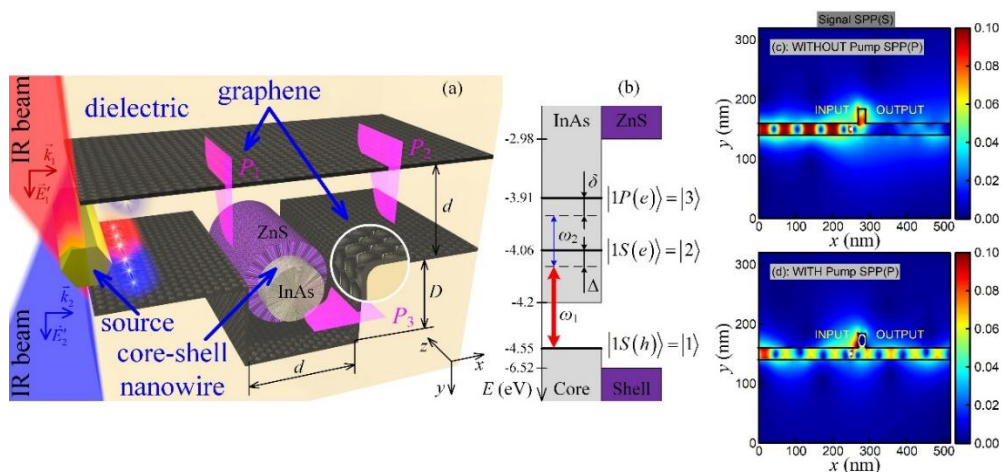 (a)
IR beam
dielectric
graphene
k⃗₁
E⃗₁′
P₁
P₂
d
ZnS
InAs
D
P₃
k⃗₂
source
core-shell
nanowire
IR beam
d
z
x
y
(b)
InAs
ZnS
-2.98
δ
-3.91
|1P(e)⟩=|3⟩
ω₂
-4.06
|1S(e)⟩=|2⟩
Δ
-4.2
ω₁
-4.55
|1S(h)⟩=|1⟩
-6.52
E (eV)
Core
Shell
Signal SPP(S)
(c): WITHOUT Pump SPP(P)
INPUT
OUTPUT
y (nm)
300
200
100
0
0 100 200 300 400 500
x (nm)
0.10
0.08
0.06
0.04
0.02
0.00
(d): WITH Pump SPP(P)
INPUT
OUTPUT
y (nm)
300
200
100
0
0 100 200 300 400 500
x (nm)
0.10
0.08
0.06
0.04
0.02
0.00